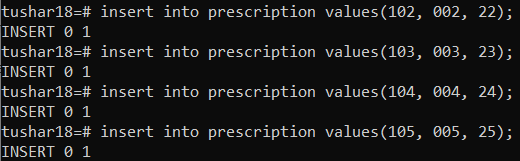 tushar18=# insert into prescription values(102, 002, 22);
INSERT 0 1
tushar18=# insert into prescription values(103, 003, 23);
INSERT 0 1
tushar18=# insert into prescription values(104, 004, 24);
INSERT 0 1
tushar18=# insert into prescription values(105, 005, 25);
INSERT 0 1